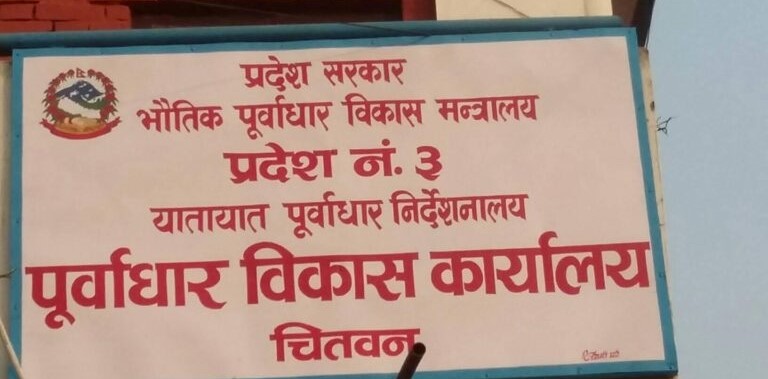 प्रदेश सरकार
भौतिक पूर्वाधार विकास मन्त्रालय
प्रदेश नं. ३
यातायात पूर्वाधार निर्देशनालय
पूर्वाधार विकास कार्यालय
चितवन